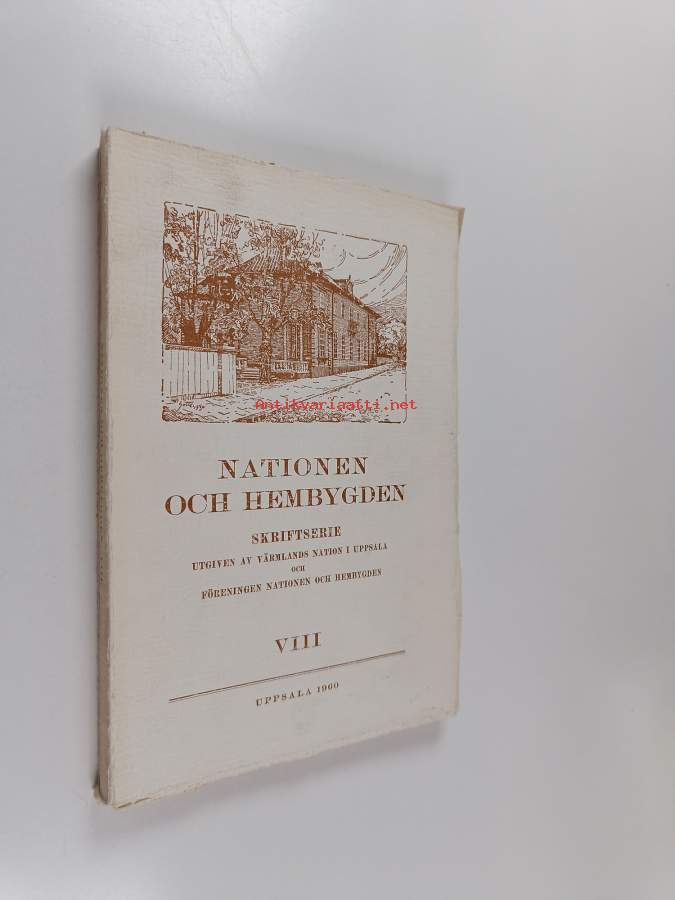 Antikvariaatti.net
NATIONEN
OCH HEMBYGDEN
SKRIFTSERIE
UTGIVEN AV VÄRMLANDS NATION I UPPSALA
OCH
FÖRENINGEN NATIONEN OCH HEMBYGDEN
VIII
UPPSALA 1960